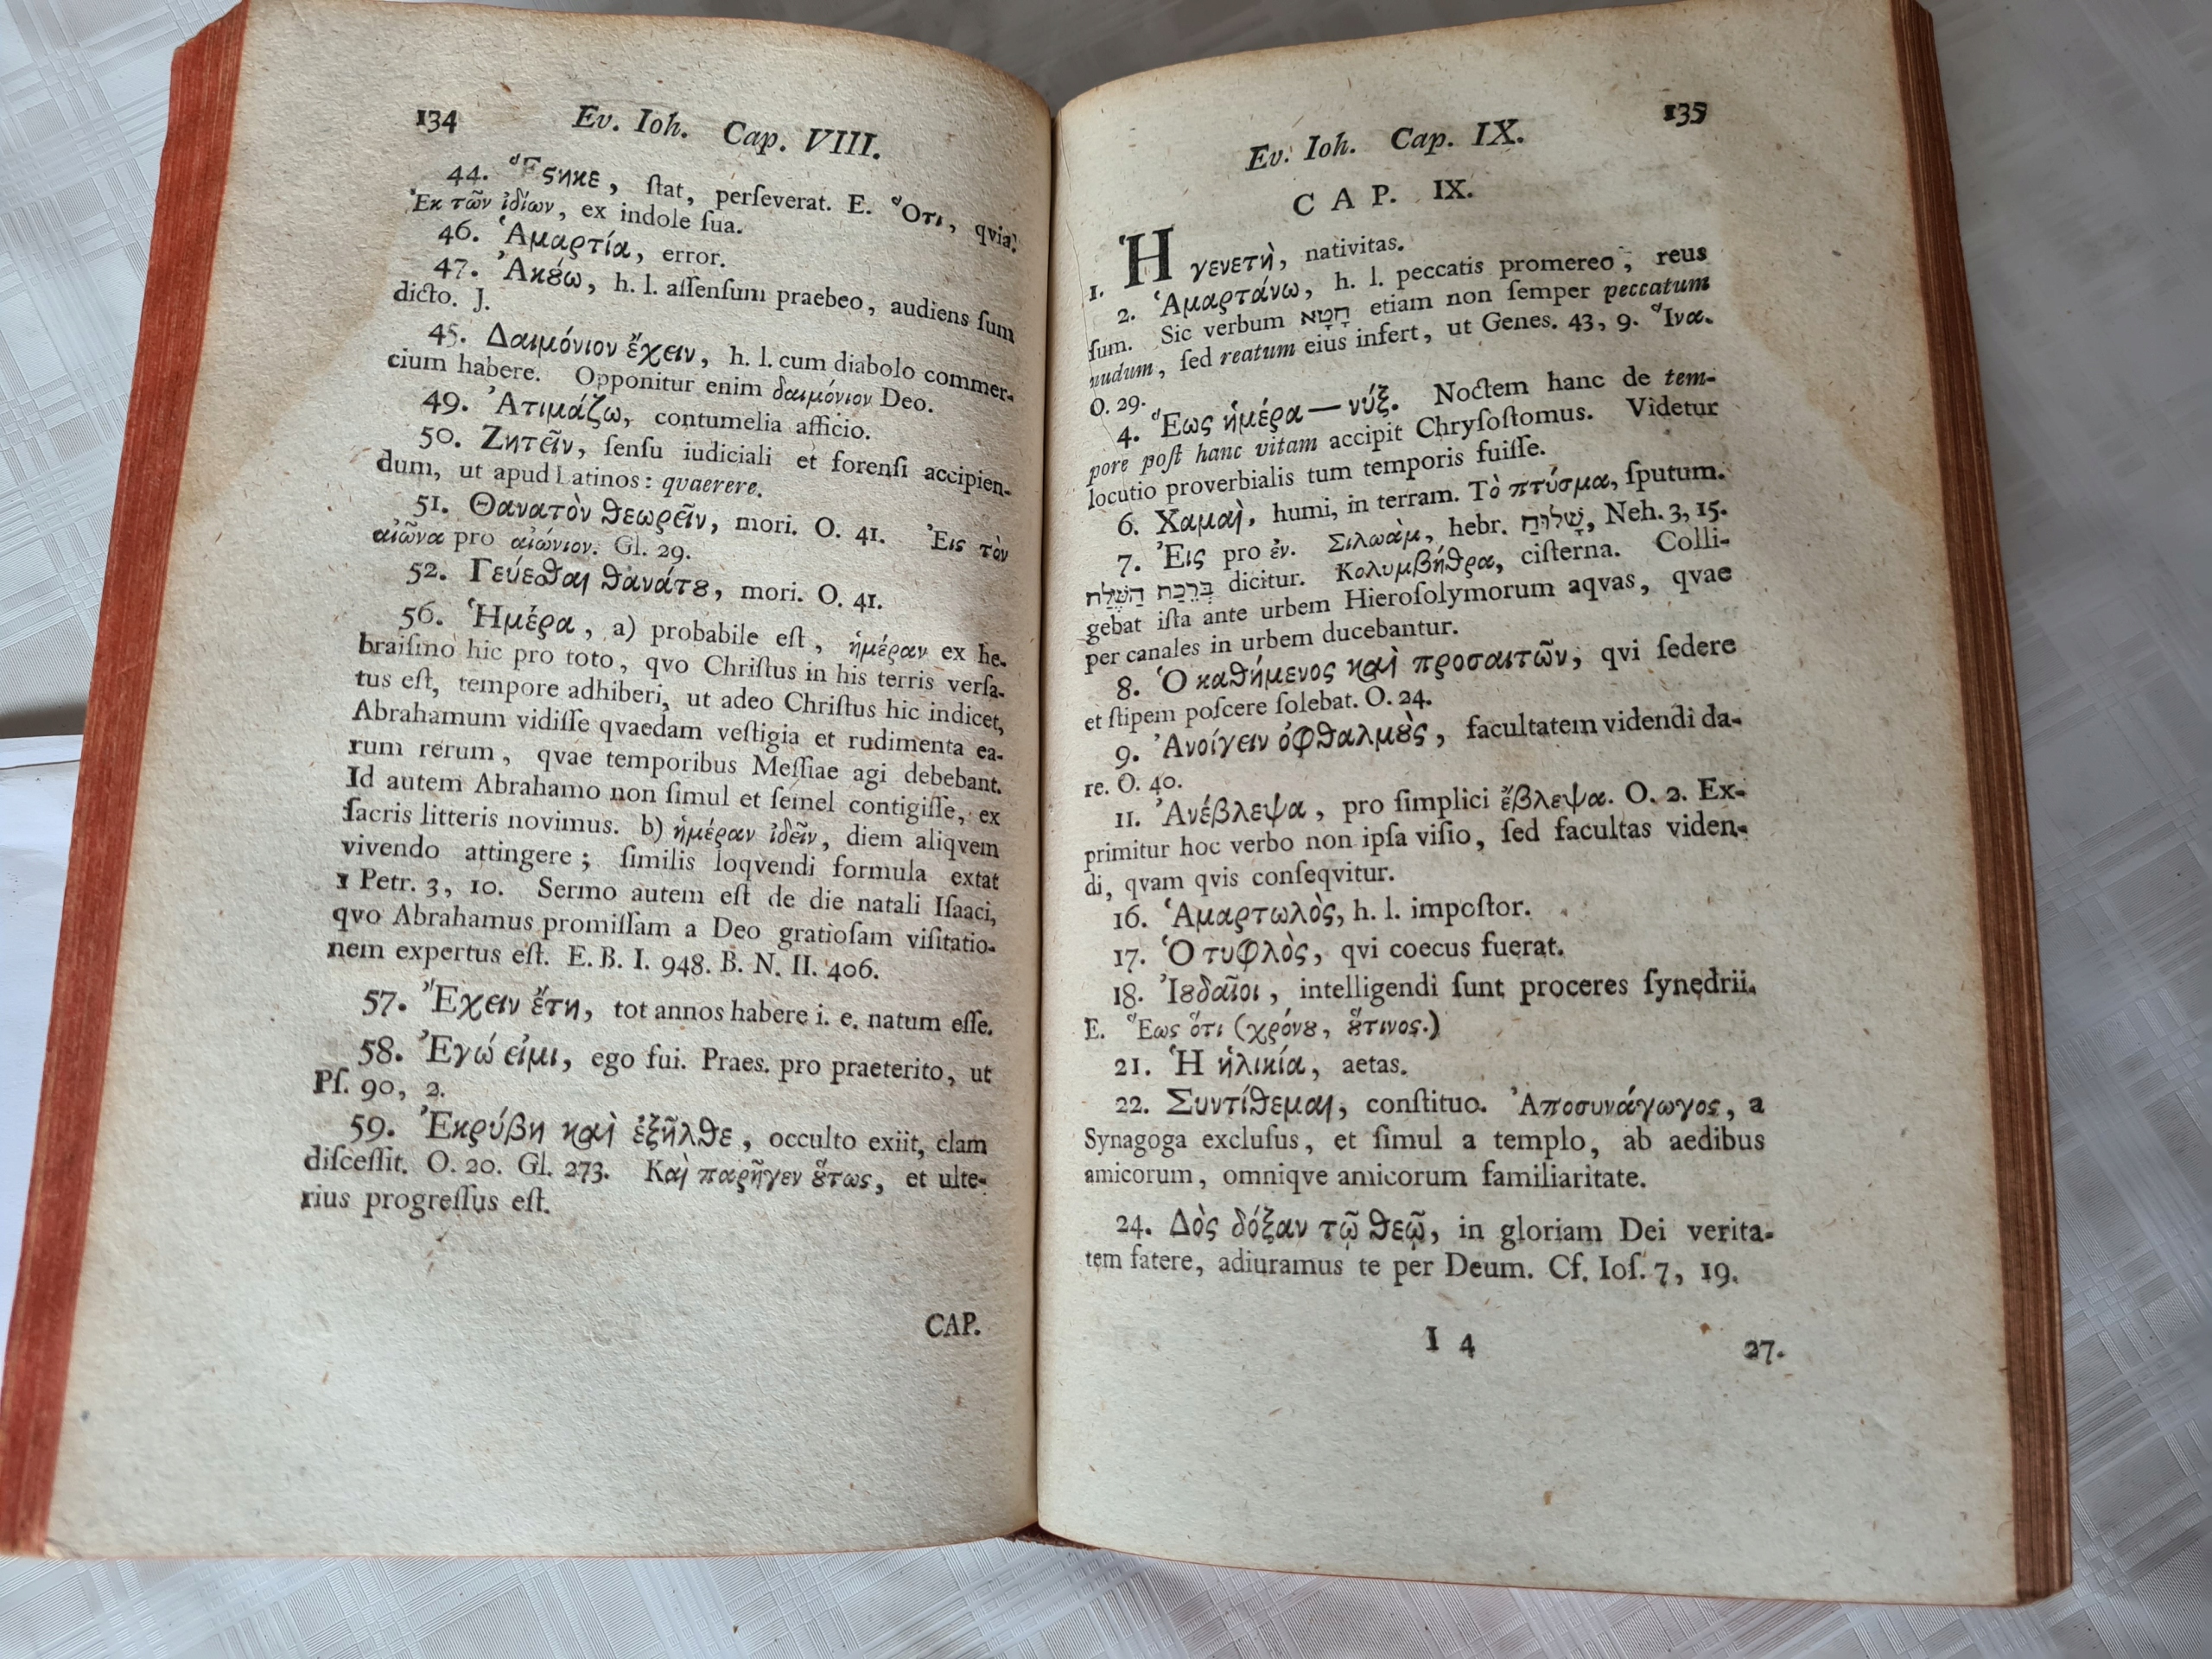 134 Ev. Ioh. Cap. VIII.
44. Ἕϛηκε, ſtat, perſeverat. E. Ὅτι, qvia.
Ἐκ τῶν ἰδίων, ex indole ſua.
46. Ἁμαρτία, error.
47. Ἀκȣ́ω, h. l. aſſenſum praebeo, audiens ſum
dicto. J.
45. Δαιμόνιον ἔχειν, h. l. cum diabolo commer-
cium habere. Opponitur enim δαιμόνιον Deo.
49. Ἀτιμάζω, contumelia afficio.
50. Ζητεῖν, ſenſu iudiciali et forenſi accipien-
dum, ut apud Latinos: qvaerere.
51. Θανατὸν θεωρεῖν, mori. O. 41. Ἐις τὸν
αἰῶνα pro αἰώνιον. Gl. 29.
52. Γεύεσθαι θανάτȣ, mori. O. 41.
56. Ἡμέρα, a) probabile eſt, ἡμέραν ex he-
braiſmo hic pro toto, qvo Chriſtus in his terris verſa-
tus eſt, tempore adhiberi, ut adeo Chriſtus hic indicet,
Abrahamum vidiſſe qvaedam veſtigia et rudimenta ea-
rum rerum, qvae temporibus Meſſiae agi debebant.
Id autem Abrahamo non ſimul et ſemel contigiſſe, ex
ſacris litteris novimus. b) ἡμέραν ἰδεῖν, diem aliqvem
vivendo attingere; ſimilis loqvendi formula extat
1 Petr. 3, 10. Sermo autem eſt de die natali Iſaaci,
qvo Abrahamus promiſſam a Deo gratioſam viſitatio-
nem expertus eſt. E. B. I. 948. B. N. II. 406.
57. Ἔχειν ἔτη, tot annos habere i. e. natum eſſe.
58. Ἐγώ εἰμι, ego fui. Praes. pro praeterito, ut
Pſ. 90, 2.
59. Ἐκρύβη καὶ ἐξῆλθε, occulto exiit, clam
diſceſſit. O. 20. Gl. 273. Καὶ παρῆγεν ȣ̔́τως, et ulte-
rius progreſſus eſt.
CAP.
Ev. Ioh. Cap. IX. 135
CAP. IX.
1. Ἡ γενετὴ, nativitas.
2. Ἁμαρτάνω, h. l. peccatis promereo, reus
ſum. Sic verbum חָטָא etiam non ſemper peccatum
nudum, ſed reatum eius infert, ut Genes. 43, 9. Ἵνα.
O. 29.
4. Ἕως ἡμέρα — νύξ. Noctem hanc de tem-
pore poſt hanc vitam accipit Chryſoſtomus. Videtur
locutio proverbialis tum temporis fuiſſe.
6. Χαμαὶ, humi, in terram. Τὸ πτύσμα, ſputum.
7. Ἐις pro ἐν. Σιλωὰμ, hebr. שָׁלוּחַ, Neh. 3, 15.
בְּרֵכַת הַשֶּׁלַח dicitur. Κολυμβήθρα, ciſterna. Colli-
gebat iſta ante urbem Hieroſolymorum aqvas, qvae
per canales in urbem ducebantur.
8. Ὁ καθήμενος καὶ προσαιτῶν, qvi ſedere
et ſtipem poſcere ſolebat. O. 24.
9. Ἀνοίγειν ὀφθαλμȣ̀ς, facultatem videndi da-
re. O. 40.
11. Ἀνέβλεψα, pro ſimplici ἔβλεψα. O. 2. Ex-
primitur hoc verbo non ipſa viſio, ſed facultas viden-
di, qvam qvis conſeqvitur.
16. Ἁμαρτωλὸς, h. l. impoſtor.
17. Ὁ τυφλὸς, qvi coecus fuerat.
18. Ἰȣδαῖοι, intelligendi ſunt proceres ſynedrii.
E. Ἕως ὅτι (χρόνȣ, ȣ̔́τινος.)
21. Ἡ ἡλικία, aetas.
22. Συντίθεμαι, conſtituo. Ἀποσυνάγωγος, a
Synagoga excluſus, et ſimul a templo, ab aedibus
amicorum, omniqve amicorum familiaritate.
24. Δὸς δόξαν τῷ θεῷ, in gloriam Dei verita-
tem fatere, adiuramus te per Deum. Cf. Ioſ. 7, 19.
I 4 27.